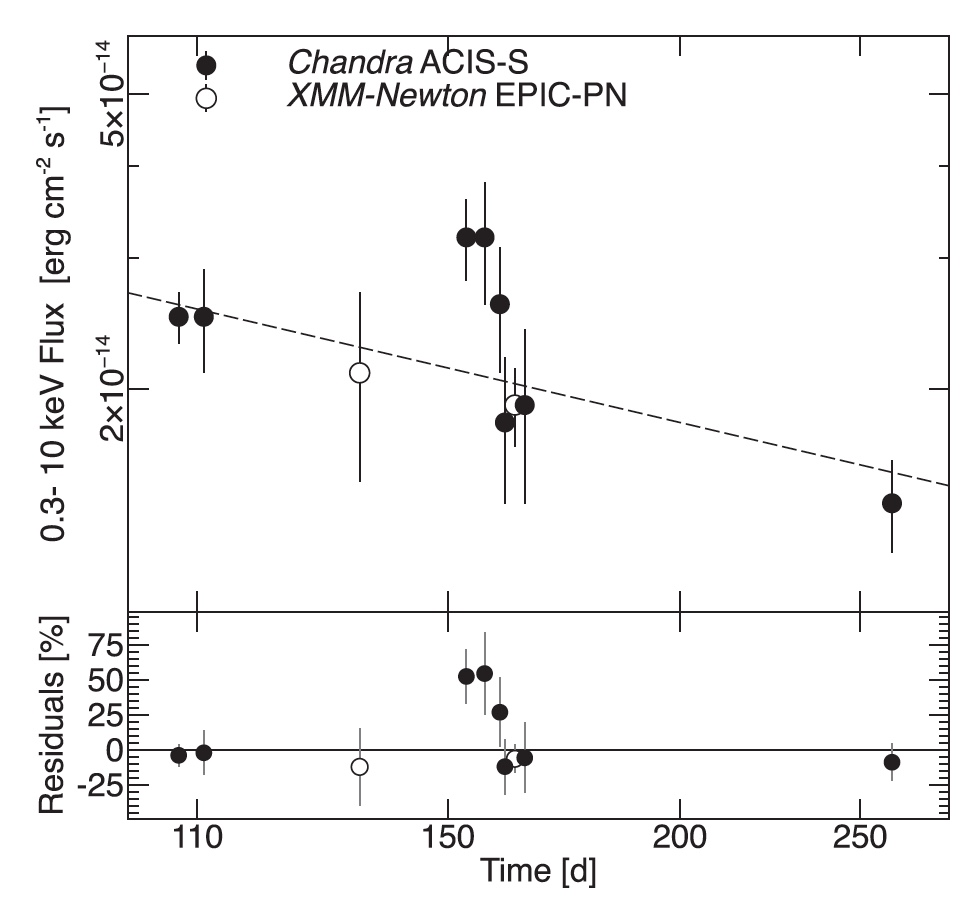 Chandra ACIS-S
XMM-Newton EPIC-PN
5×10⁻¹⁴
2×10⁻¹⁴
0.3- 10 keV Flux [erg cm⁻² s⁻¹]
75
50
25
0
-25
Residuals [%]
110 150 200 250
Time [d]